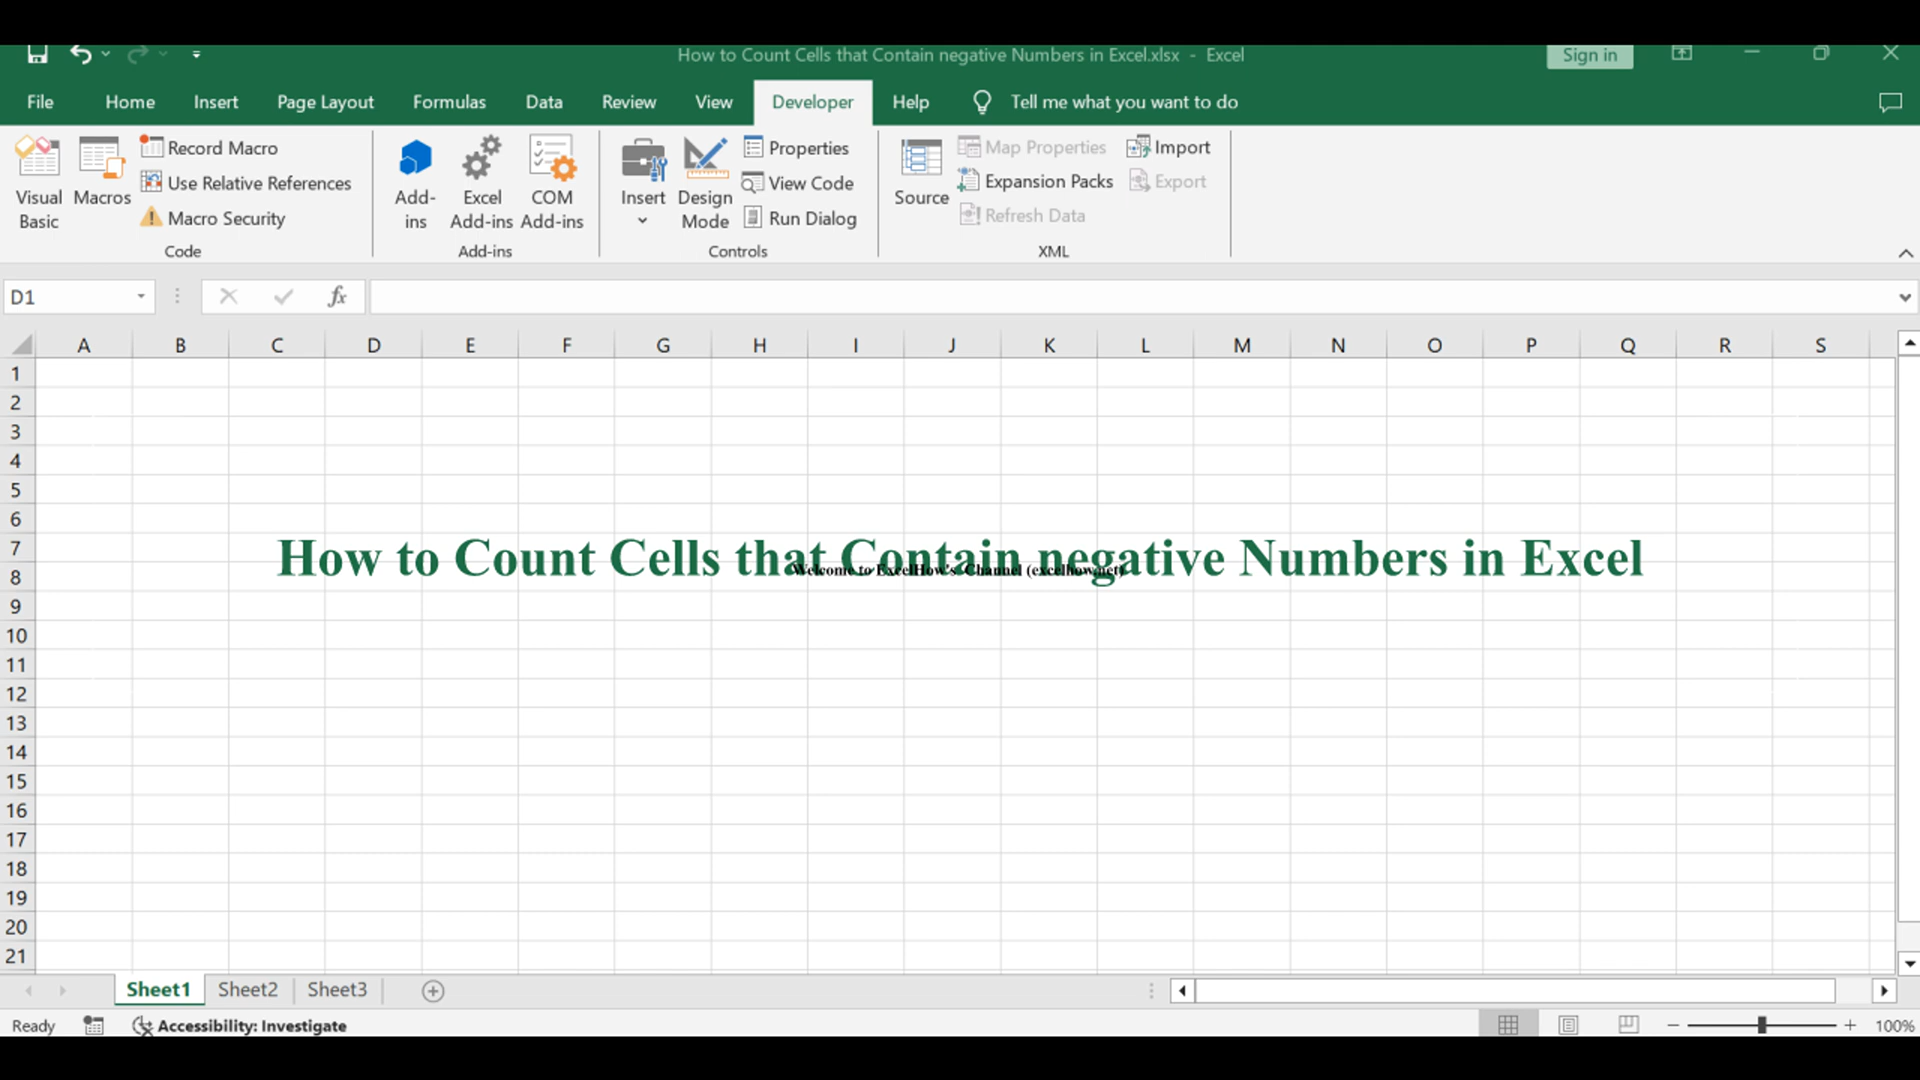 How to Count Cells that Contain negative Numbers in Excel.xlsx - Excel
Sign in
File Home Insert Page Layout Formulas Data Review View Developer Help Tell me what you want to do
Visual Basic
Macros
Record Macro
Use Relative References
Macro Security
Code
Add-ins
Excel Add-ins
COM Add-ins
Add-ins
Insert
Design Mode
Properties
View Code
Run Dialog
Controls
Source
Map Properties
Expansion Packs
Refresh Data
Import
Export
XML
D1
fx
A B C D E F G H I J K L M N O P Q R S
1
2
3
4
5
6
7
How to Count Cells that Contain negative Numbers in Excel
Welcome to ExcelHow's Channel (excelhow.net)
8
9
10
11
12
13
14
15
16
17
18
19
20
21
Sheet1 Sheet2 Sheet3
Ready Accessibility: Investigate 100%